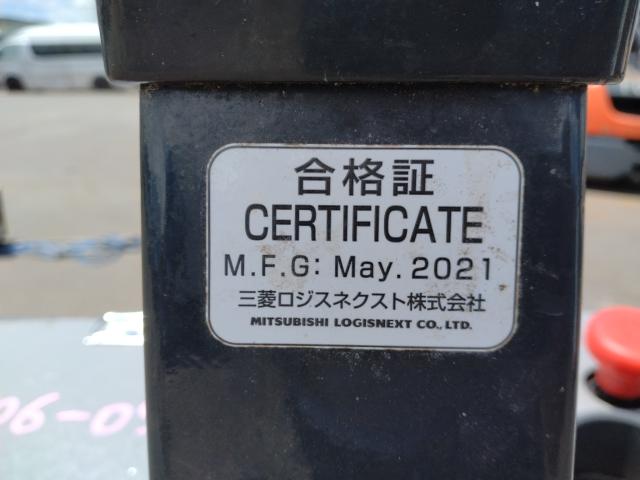 合格証
CERTIFICATE
M.F.G: May. 2021
三菱ロジスネクスト株式会社
MITSUBISHI LOGISNEXT CO., LTD.